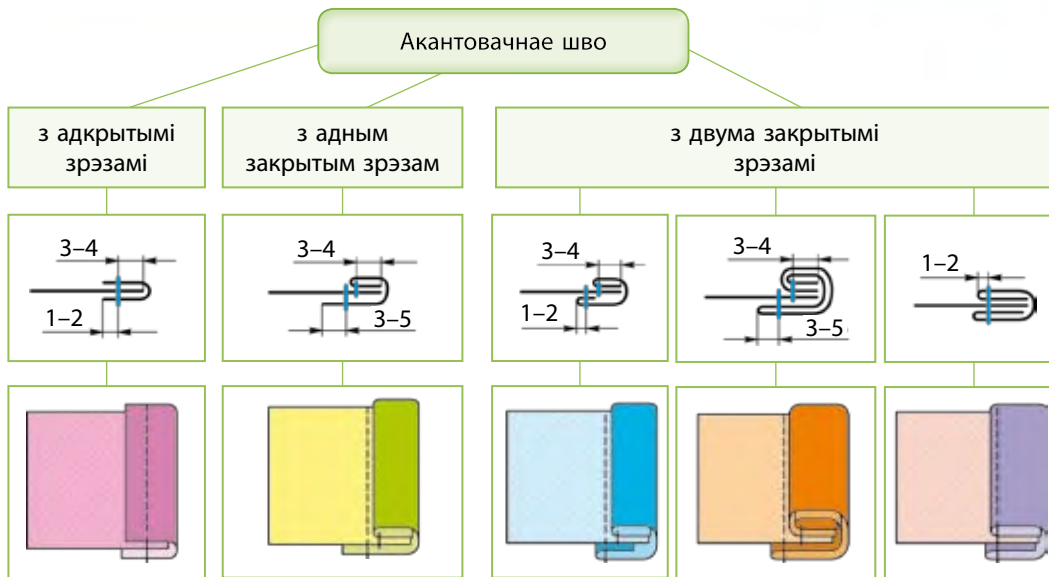 Акантовачнае шво
з адкрытымі
зрэзамі
з адным
закрытым зрэзам
з двума закрытымі
зрэзамі
3–4
1–2
3–4
3–5
3–4
1–2
3–4
3–5
1–2